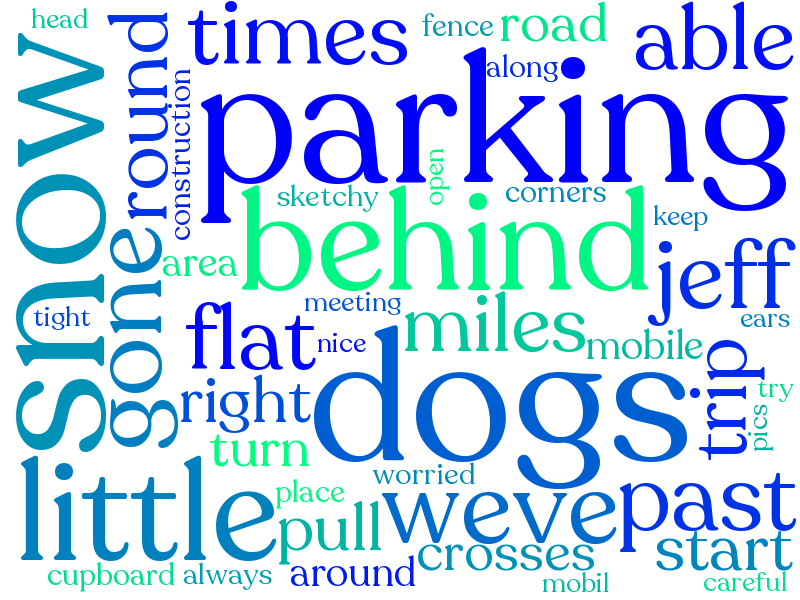 head
times
fence
road
able
along
parking
snow
round
construction
sketchy
open
corners
keep
behind
area
gone
jeff
tight
meeting
ears
flat
nice
miles
mobile
trip
try
pics
right
dogs
turn
worried
little
place
weve
past
pull
crosses
start
cupboard
always
around
mobil
careful